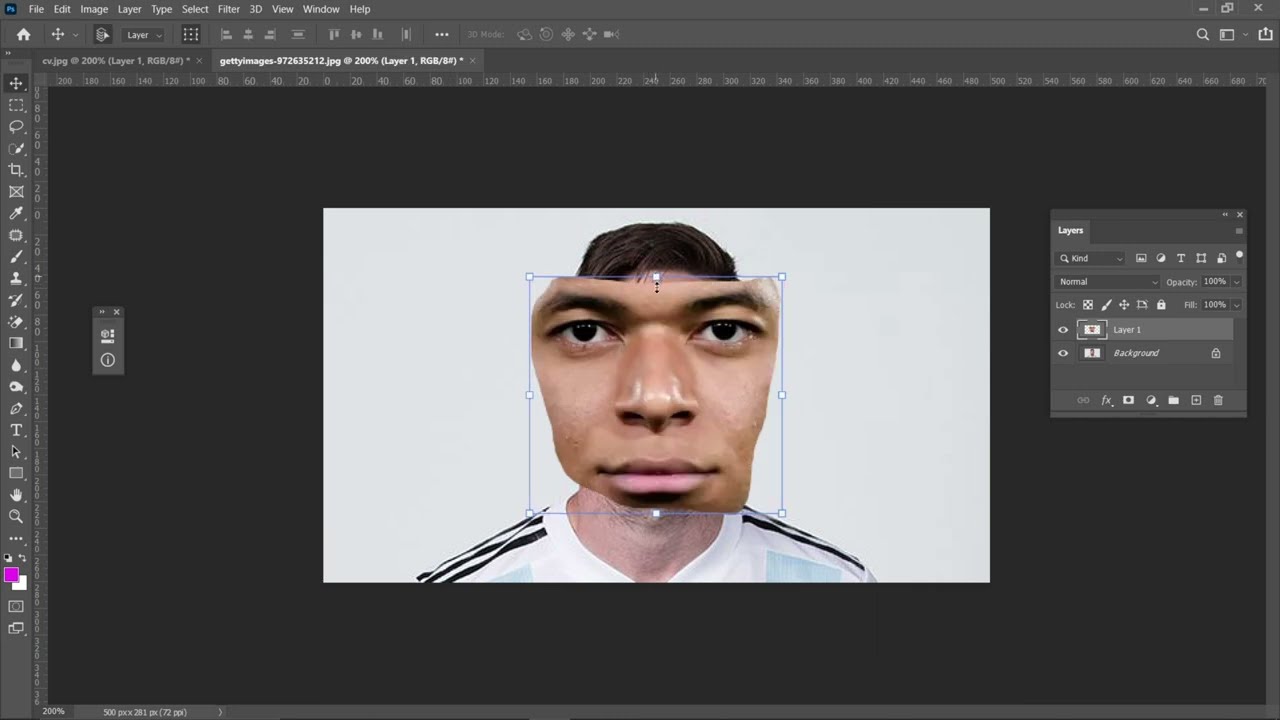 Ps File Edit Image Layer Type Select Filter 3D View Window Help
Layer 3D Mode:
cv.jpg @ 200% (Layer 1, RGB/8#) * × gettyimages-972635212.jpg @ 200% (Layer 1, RGB/8#) * ×
200 180 160 140 120 100 80 60 40 20 0 20 40 60 80 100 120 140 160 180 200 220 240 260 280 300 320 340 360 380 400 420 440 460 480 500 520 540 560 580 600 620 640 660 680
Layers
Kind
Normal Opacity: 100%
Lock: Fill: 100%
Layer 1
Background
fx
T
200% 500 px x 281 px (72 ppi)